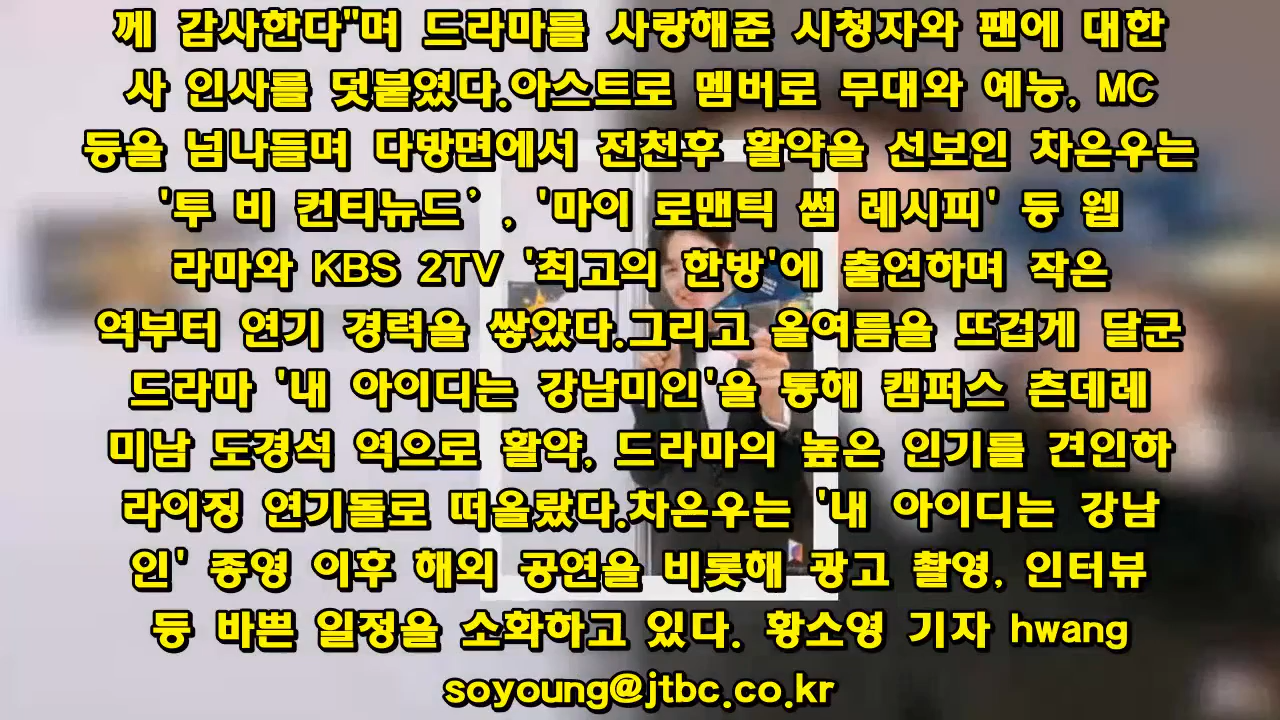 께 감사한다"며 드라마를 사랑해준 시청자와 팬에 대한
사 인사를 덧붙였다.아스트로 멤버로 무대와 예능, MC
등을 넘나들며 다방면에서 전천후 활약을 선보인 차은우는
'투 비 컨티뉴드’, '마이 로맨틱 썸 레시피' 등 웹
라마와 KBS 2TV '최고의 한방'에 출연하며 작은
역부터 연기 경력을 쌓았다.그리고 올여름을 뜨겁게 달군
드라마 '내 아이디는 강남미인'을 통해 캠퍼스 츤데레
미남 도경석 역으로 활약, 드라마의 높은 인기를 견인하
라이징 연기돌로 떠올랐다.차은우는 '내 아이디는 강남
인' 종영 이후 해외 공연을 비롯해 광고 촬영, 인터뷰
등 바쁜 일정을 소화하고 있다. 황소영 기자 hwang
soyoung@jtbc.co.kr